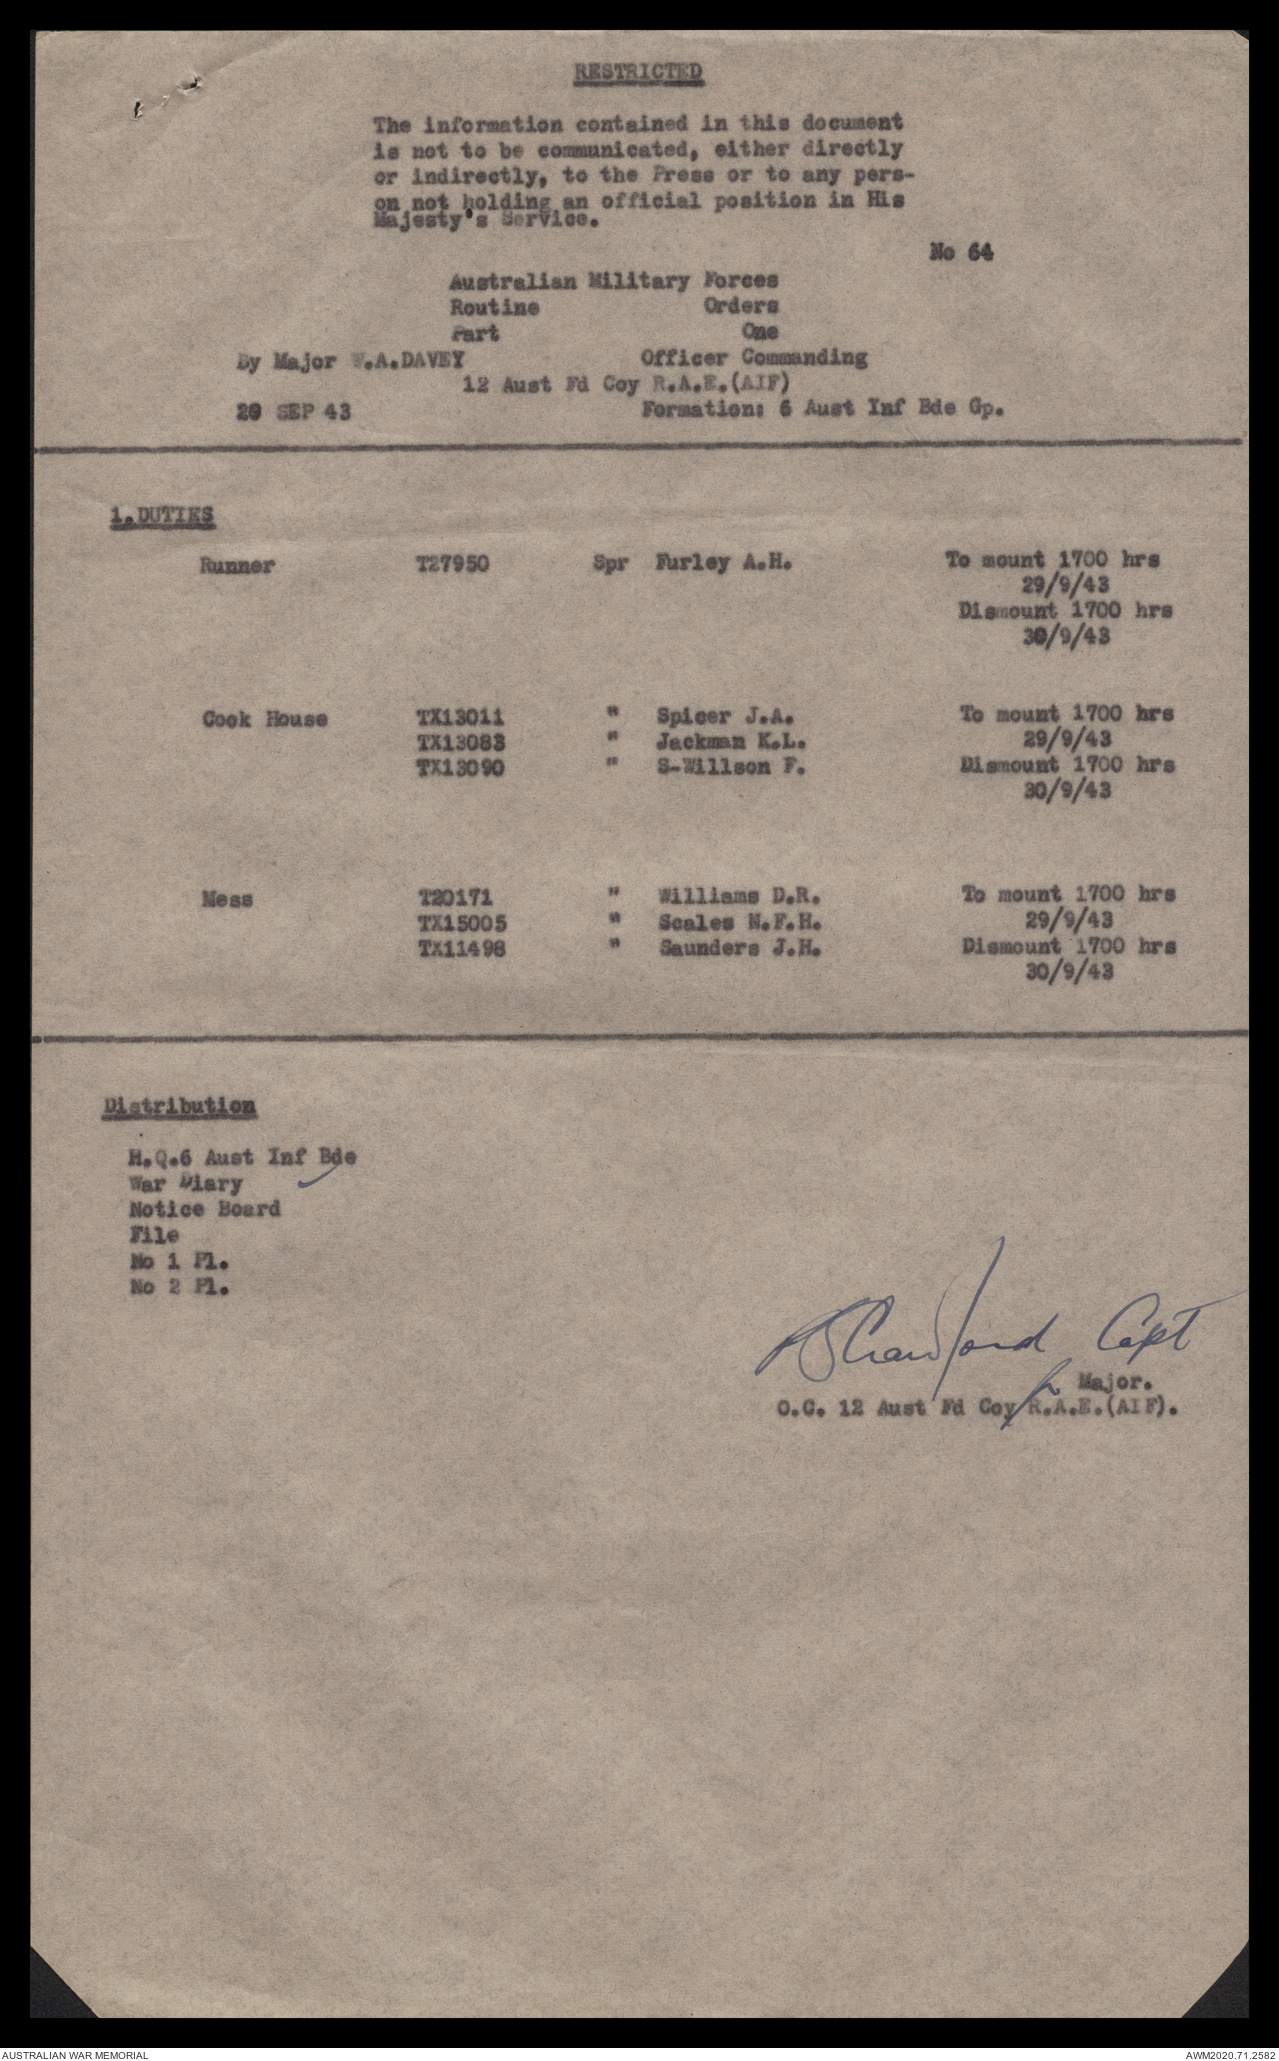 RESTRICTED
The information contained in this document
is not to be communicated, either directly
or indirectly, to the Press or to any pers-
on not holding an official position in His
Majesty's Service.
No 64
Australian Military Forces
Routine Orders
Part One
By Major W.A.DAVEY Officer Commanding
12 Aust Fd Coy R.A.E.(AIF)
29 SEP 43 Formation: 6 Aust Inf Bde Gp.
1.DUTIES
Runner T27950 Spr Furley A.H. To mount 1700 hrs
29/9/43
Dismount 1700 hrs
30/9/43
Cook House TX13011 " Spicer J.A. To mount 1700 hrs
TX13083 " Jackman K.L. 29/9/43
TX13090 " S-Willson F. Dismount 1700 hrs
30/9/43
Mess T20171 " Williams D.R. To mount 1700 hrs
TX15005 " Scales N.F.H. 29/9/43
TX11498 " Saunders J.H. Dismount 1700 hrs
30/9/43
Distribution
H.Q.6 Aust Inf Bde
War Diary
Notice Board
File
No 1 Pl.
No 2 Pl.
Crawford Capt
Major.
O.C. 12 Aust Fd Coy R.A.E.(AIF).
AUSTRALIAN WAR MEMORIAL AWM2020.71.2582